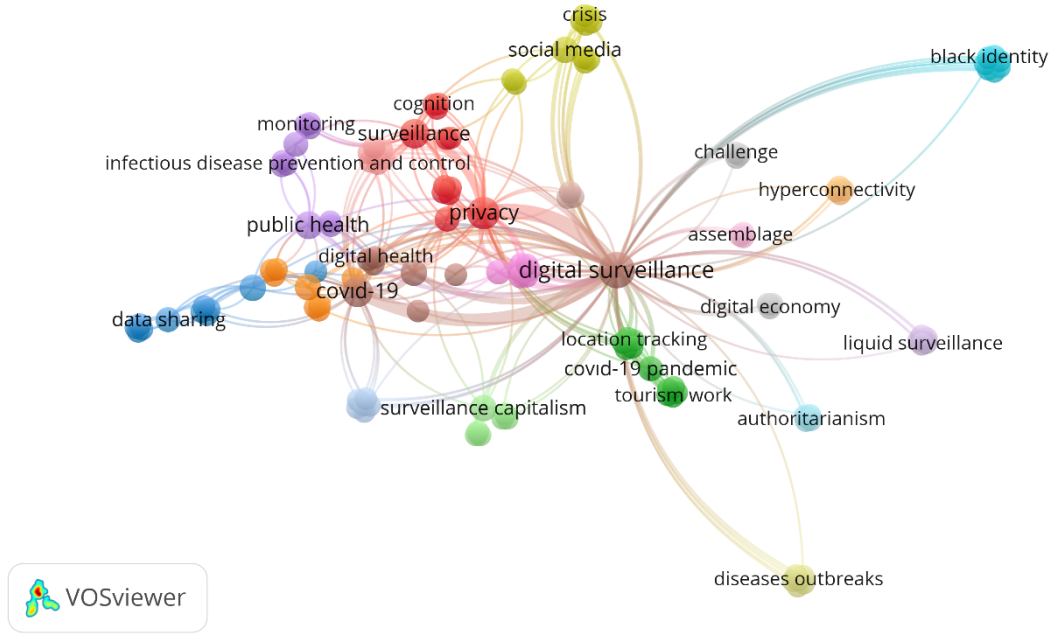 crisis
social media
black identity
cognition
monitoring
surveillance
challenge
infectious disease prevention and control
hyperconnectivity
privacy
public health
assemblage
digital health
digital surveillance
covid-19
digital economy
data sharing
location tracking
liquid surveillance
covid-19 pandemic
tourism work
surveillance capitalism
authoritarianism
diseases outbreaks
VOSviewer